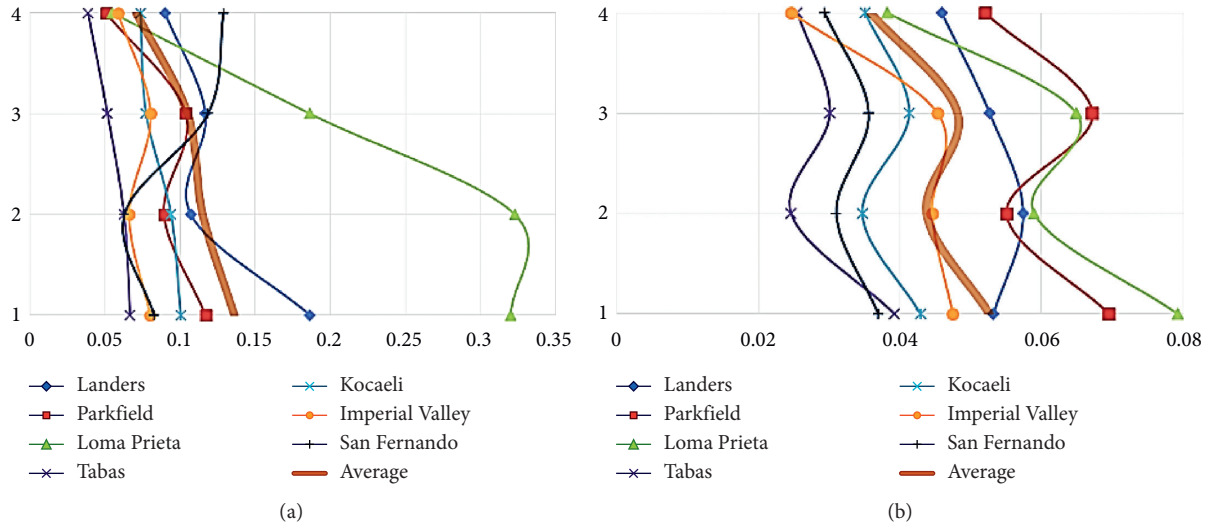 4
3
2
1
0 0.05 0.1 0.15 0.2 0.25 0.3 0.35
Landers Kocaeli
Parkfield Imperial Valley
Loma Prieta San Fernando
Tabas Average
(a)
4
3
2
1
0 0.02 0.04 0.06 0.08
Landers Kocaeli
Parkfield Imperial Valley
Loma Prieta San Fernando
Tabas Average
(b)